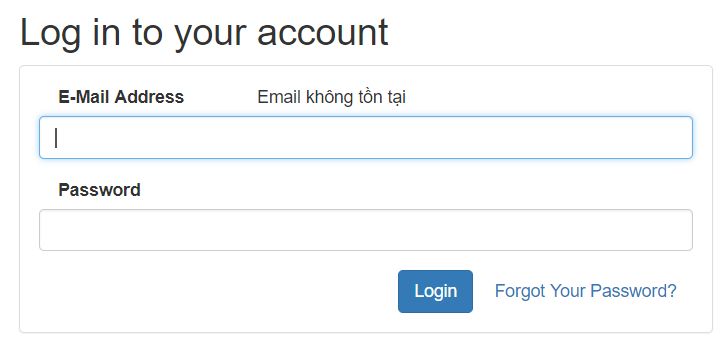 Log in to your account
E-Mail Address Email không tồn tại
Password
Login Forgot Your Password?